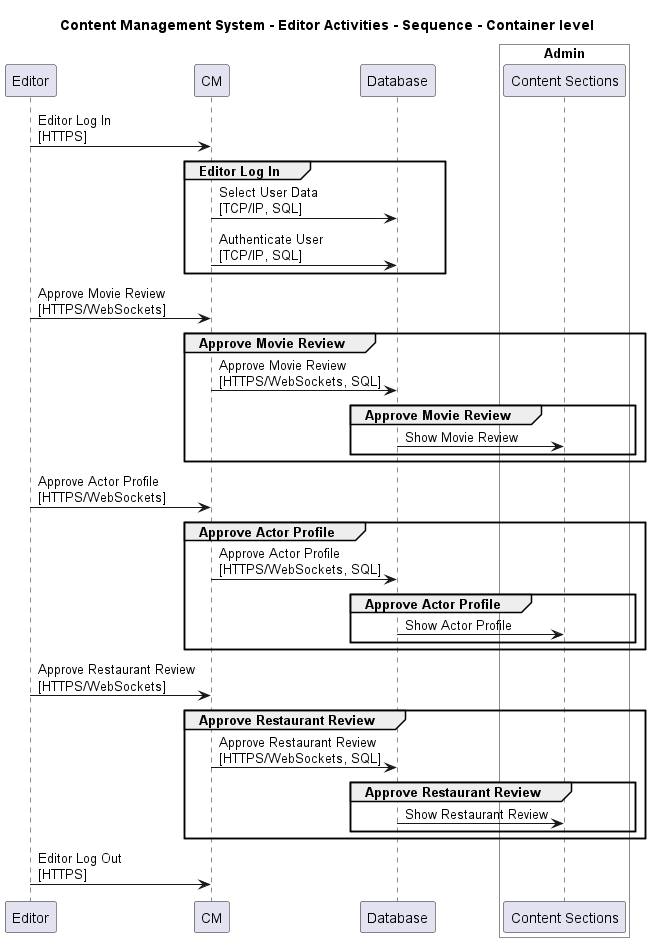 Content Management System - Editor Activities - Sequence - Container level
Admin
Editor
CM
Database
Content Sections
Editor Log In
[HTTPS]
Editor Log In
Select User Data
[TCP/IP, SQL]
Authenticate User
[TCP/IP, SQL]
Approve Movie Review
[HTTPS/WebSockets]
Approve Movie Review
Approve Movie Review
[HTTPS/WebSockets, SQL]
Approve Movie Review
Show Movie Review
Approve Actor Profile
[HTTPS/WebSockets]
Approve Actor Profile
Approve Actor Profile
[HTTPS/WebSockets, SQL]
Approve Actor Profile
Show Actor Profile
Approve Restaurant Review
[HTTPS/WebSockets]
Approve Restaurant Review
Approve Restaurant Review
[HTTPS/WebSockets, SQL]
Approve Restaurant Review
Show Restaurant Review
Editor Log Out
[HTTPS]
Editor
CM
Database
Content Sections